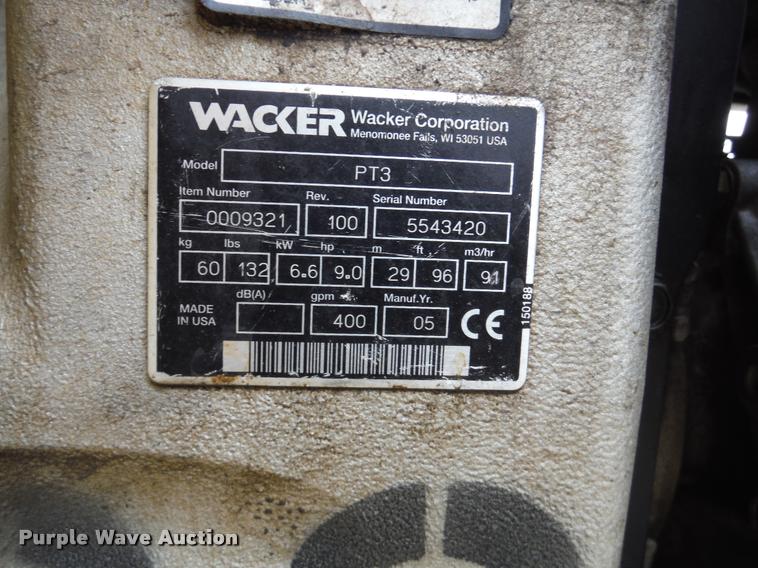 WACKER Wacker Corporation
Menomonee Falls, WI 53051 USA
Model PT3
Item Number Rev. Serial Number
0009321 100 5543420
kg lbs kW hp m ft m3/hr
60 132 6.6 9.0 29 96 91
dB(A) gpm Manuf.Yr.
MADE IN USA 400 05 CE
150188
Purple Wave Auction